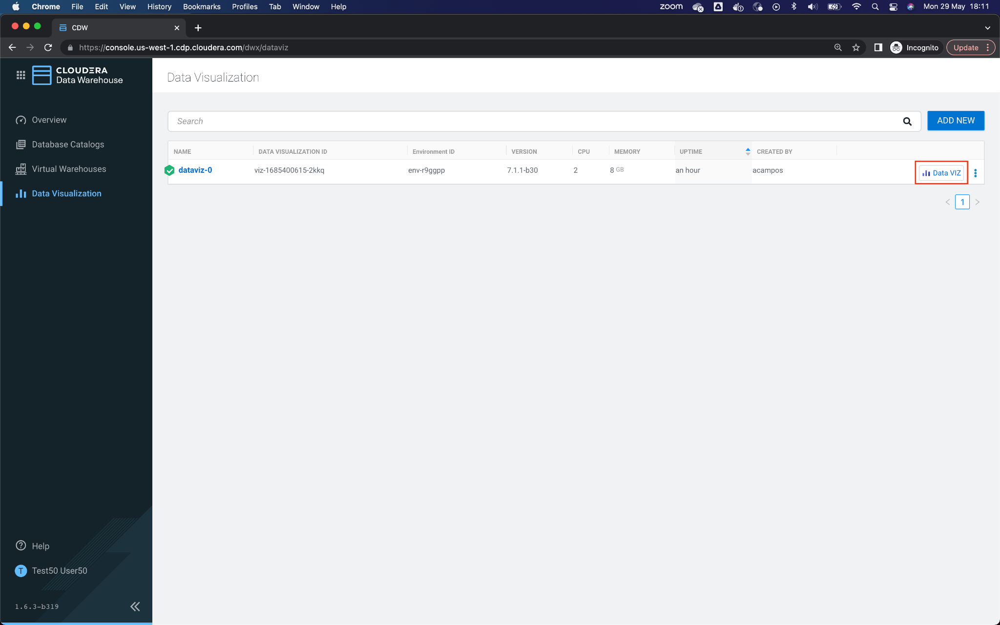 Chrome File Edit View History Bookmarks Profiles Tab Window Help zoom Mon 29 May 18:11
CDW
https://console.us-west-1.cdp.cloudera.com/dwx/dataviz Incognito Update
CLOUDERA
Data Warehouse
Data Visualization
Overview
Database Catalogs
Virtual Warehouses
Data Visualization
Search ADD NEW
NAME DATA VISUALIZATION ID Environment ID VERSION CPU MEMORY UPTIME CREATED BY
dataviz-0 viz-1685400615-2kkq env-r9ggpp 7.1.1-b30 2 8 GB an hour acampos Data VIZ
< 1 >
Help
T Test50 User50
1.6.3-b319